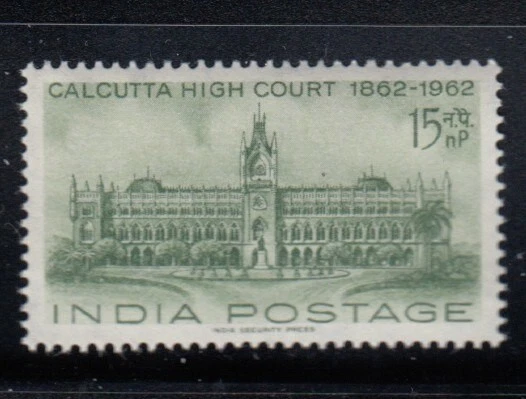 CALCUTTA HIGH COURT 1862-1962
15 न.पै.
nP
INDIA POSTAGE
INDIA SECURITY PRESS